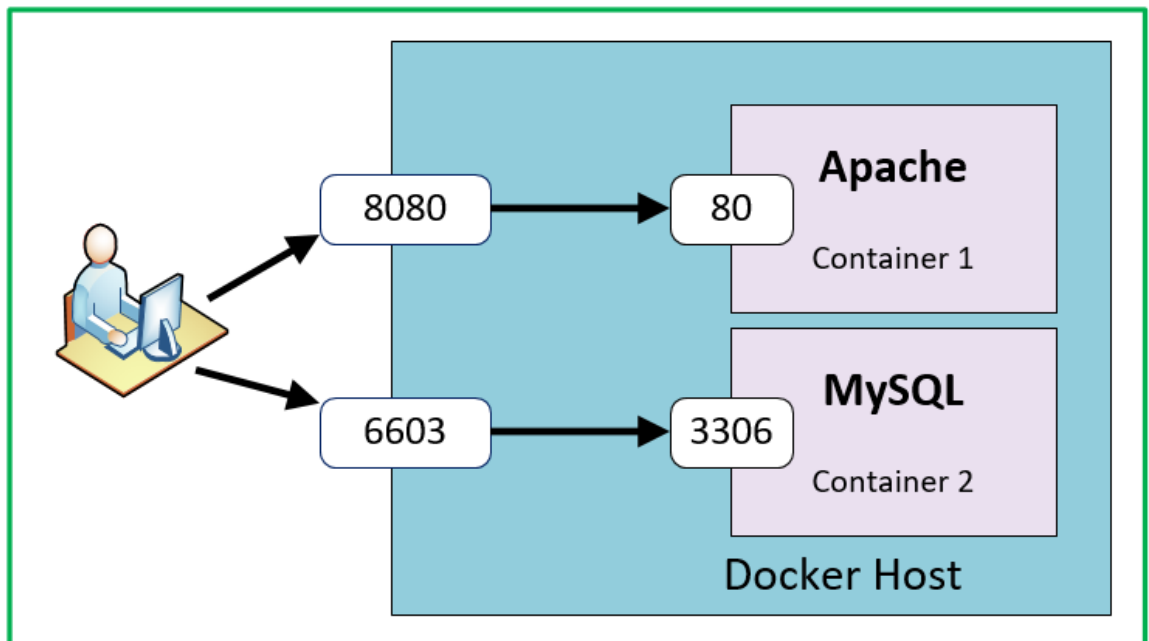 8080
80
Apache
Container 1
6603
3306
MySQL
Container 2
Docker Host